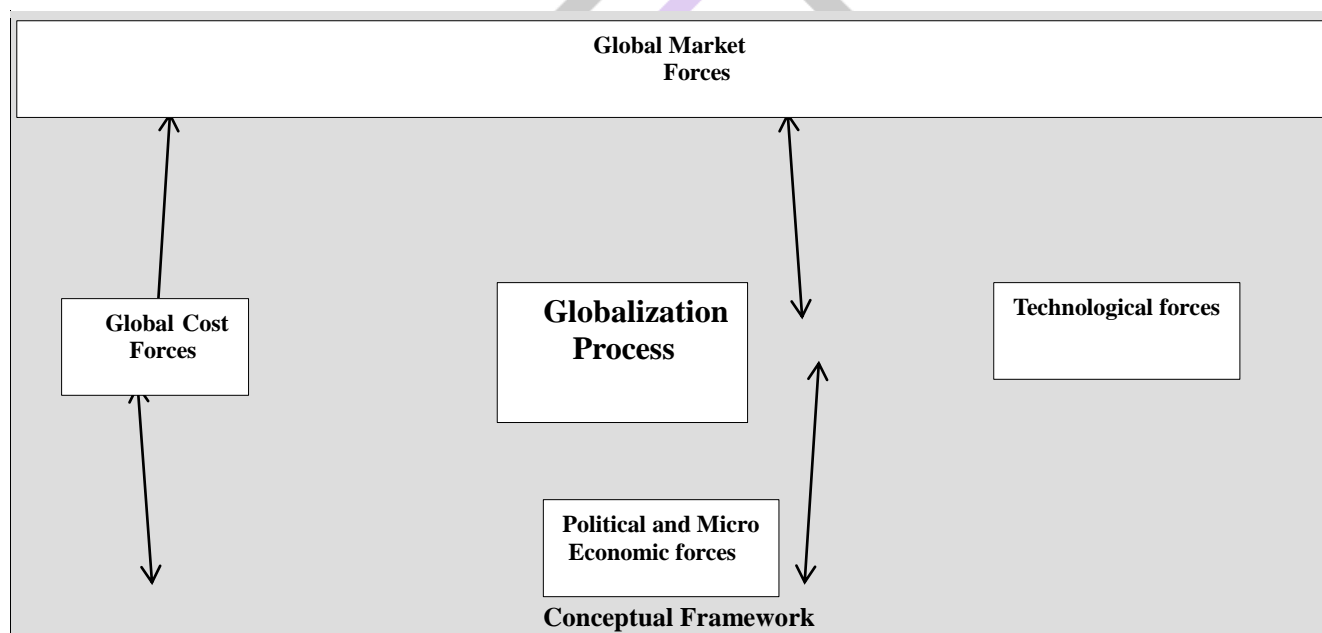 Global Market
Forces
Global Cost
Forces
Globalization
Process
Technological forces
Political and Micro
Economic forces
Conceptual Framework